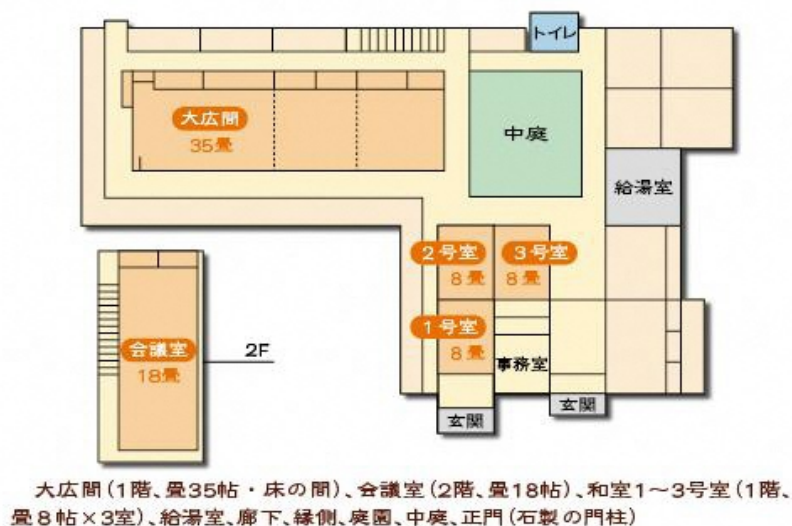 トイレ
大広間
35畳
中庭
給湯室
2号室
8畳
3号室
8畳
1号室
8畳
会議室
18畳
2F
事務室
玄関
玄関
大広間(1階、畳35帖・床の間)、会議室(2階、畳18帖)、和室1～3号室(1階、
畳8帖×3室)、給湯室、廊下、縁側、庭園、中庭、正門(石製の門柱)